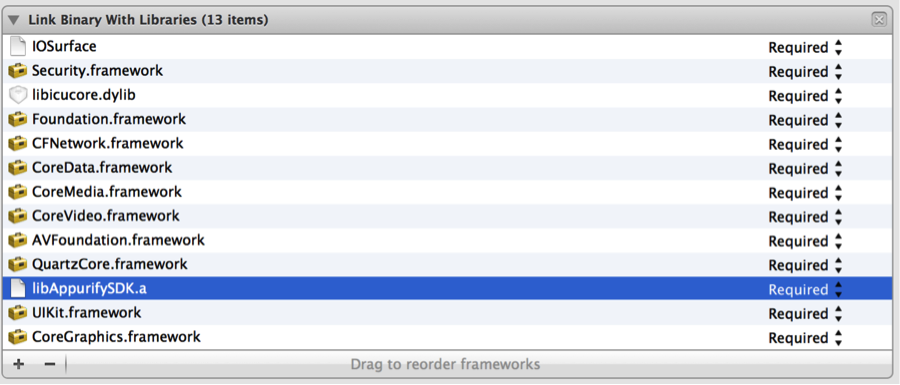 Link Binary With Libraries (13 items)
IOSurface Required
Security.framework Required
libicucore.dylib Required
Foundation.framework Required
CFNetwork.framework Required
CoreData.framework Required
CoreMedia.framework Required
CoreVideo.framework Required
AVFoundation.framework Required
QuartzCore.framework Required
libAppurifySDK.a Required
UIKit.framework Required
CoreGraphics.framework Required
Drag to reorder frameworks